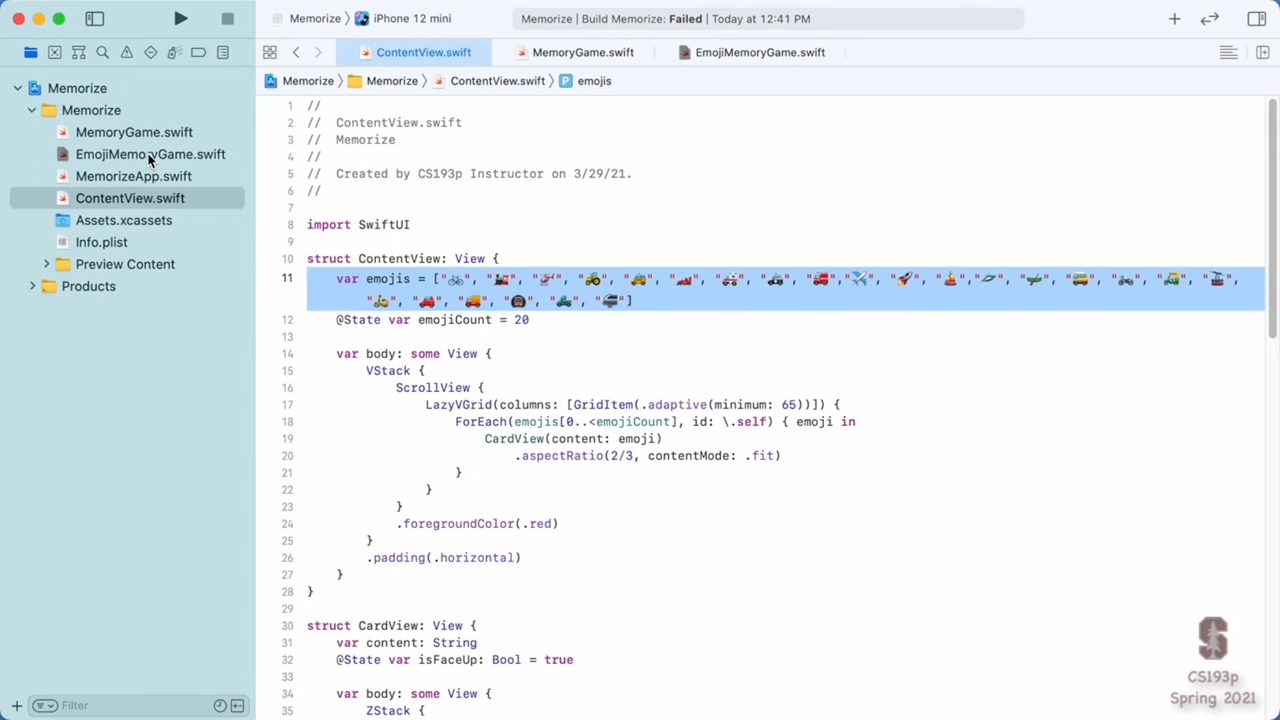 Memorize 〉 iPhone 12 mini
Memorize | Build Memorize: Failed | Today at 12:41 PM
ContentView.swift
MemoryGame.swift
EmojiMemoryGame.swift
Memorize 〉 Memorize 〉 ContentView.swift 〉 P emojis
Memorize
Memorize
MemoryGame.swift
EmojiMemoryGame.swift
MemorizeApp.swift
ContentView.swift
Assets.xcassets
Info.plist
Preview Content
Products
Filter
1 //
2 //  ContentView.swift
3 //  Memorize
4 //
5 //  Created by CS193p Instructor on 3/29/21.
6 //
7
8 import SwiftUI
9
10 struct ContentView: View {
11     var emojis = ["🚲", "🚂", "🚁", "🚜", "🚕", "🏎", "🚑", "🚓", "🚒", "✈️", "🚀", "⛵️", "🛸", "🛶", "🚌", "🏍", "🛺", "🚠",
"🛵", "🚗", "🚚", "🚇", "🛻", "🚝"]
12     @State var emojiCount = 20
13
14     var body: some View {
15         VStack {
16             ScrollView {
17                 LazyVGrid(columns: [GridItem(.adaptive(minimum: 65))]) {
18                     ForEach(emojis[0..<emojiCount], id: \.self) { emoji in
19                         CardView(content: emoji)
20                             .aspectRatio(2/3, contentMode: .fit)
21                     }
22                 }
23             }
24             .foregroundColor(.red)
25         }
26         .padding(.horizontal)
27     }
28 }
29
30 struct CardView: View {
31     var content: String
32     @State var isFaceUp: Bool = true
33
34     var body: some View {
35         ZStack {
S
CS193p
Spring 2021